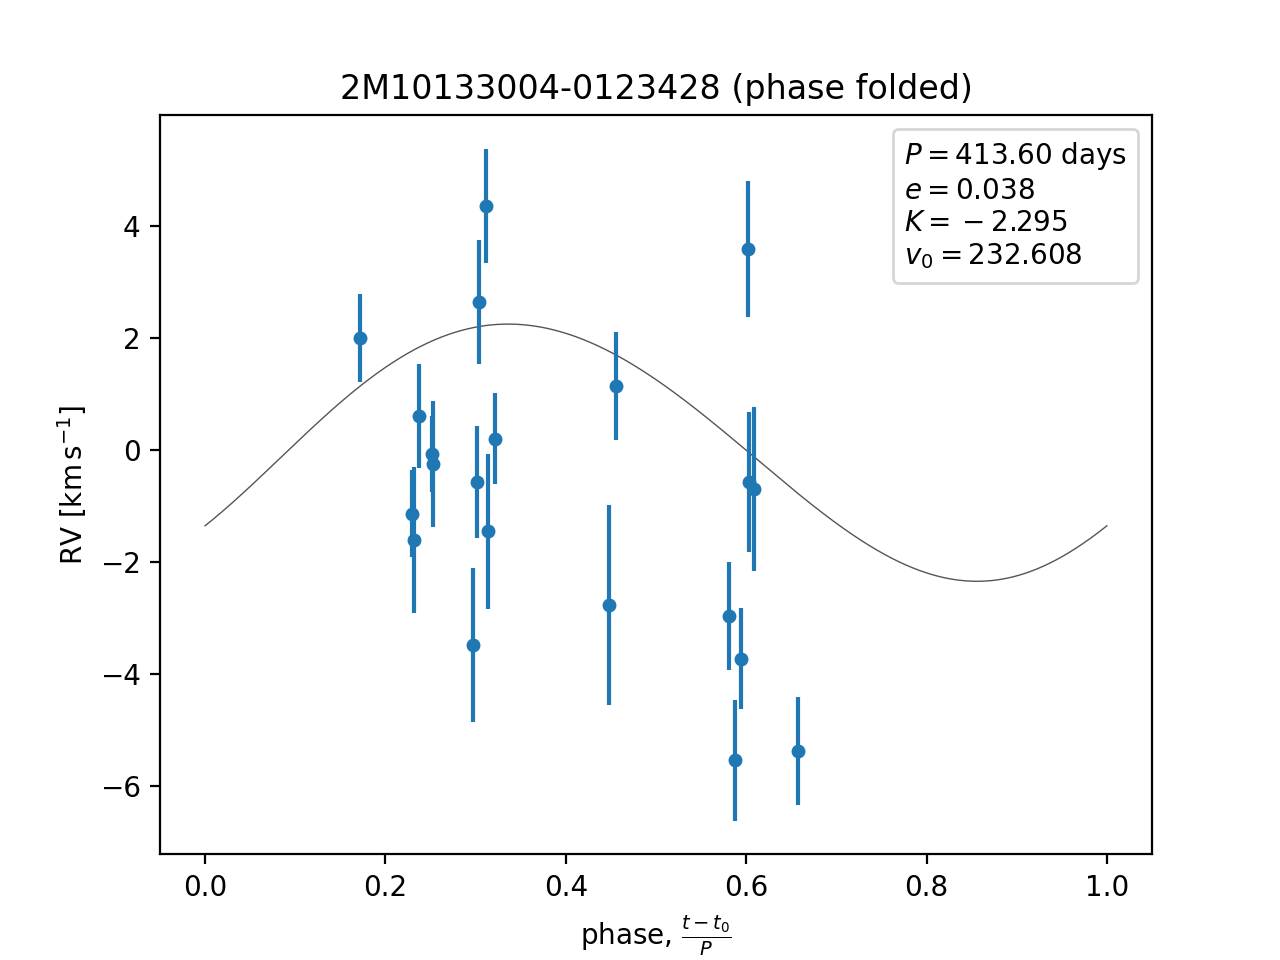 2M10133004-0123428 (phase folded)
P = 413.60 days
e = 0.038
K = −2.295
v₀ = 232.608
RV [km s⁻¹]
4
2
0
−2
−4
−6
0.0 0.2 0.4 0.6 0.8 1.0
phase, (t − t₀)/P